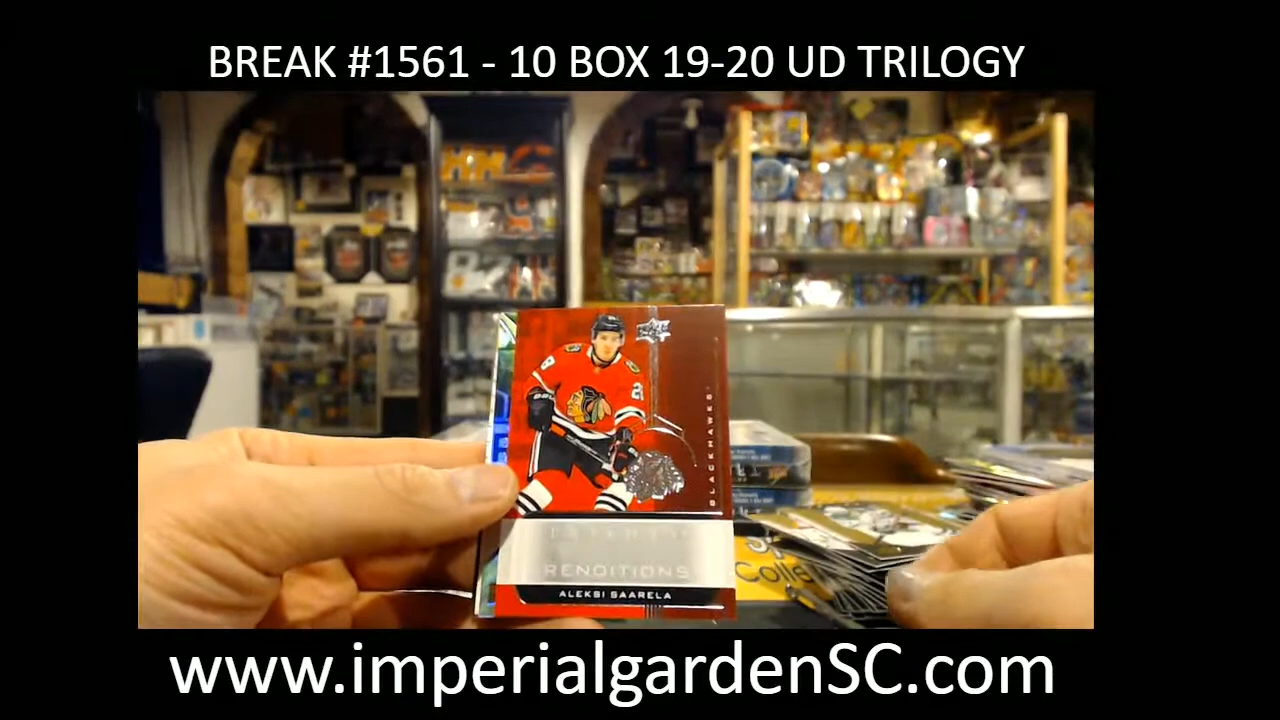 BREAK #1561 - 10 BOX 19-20 UD TRILOGY
BLACKHAWKS
RENDITIONS
ALEKSI SAARELA
www.imperialgardenSC.com